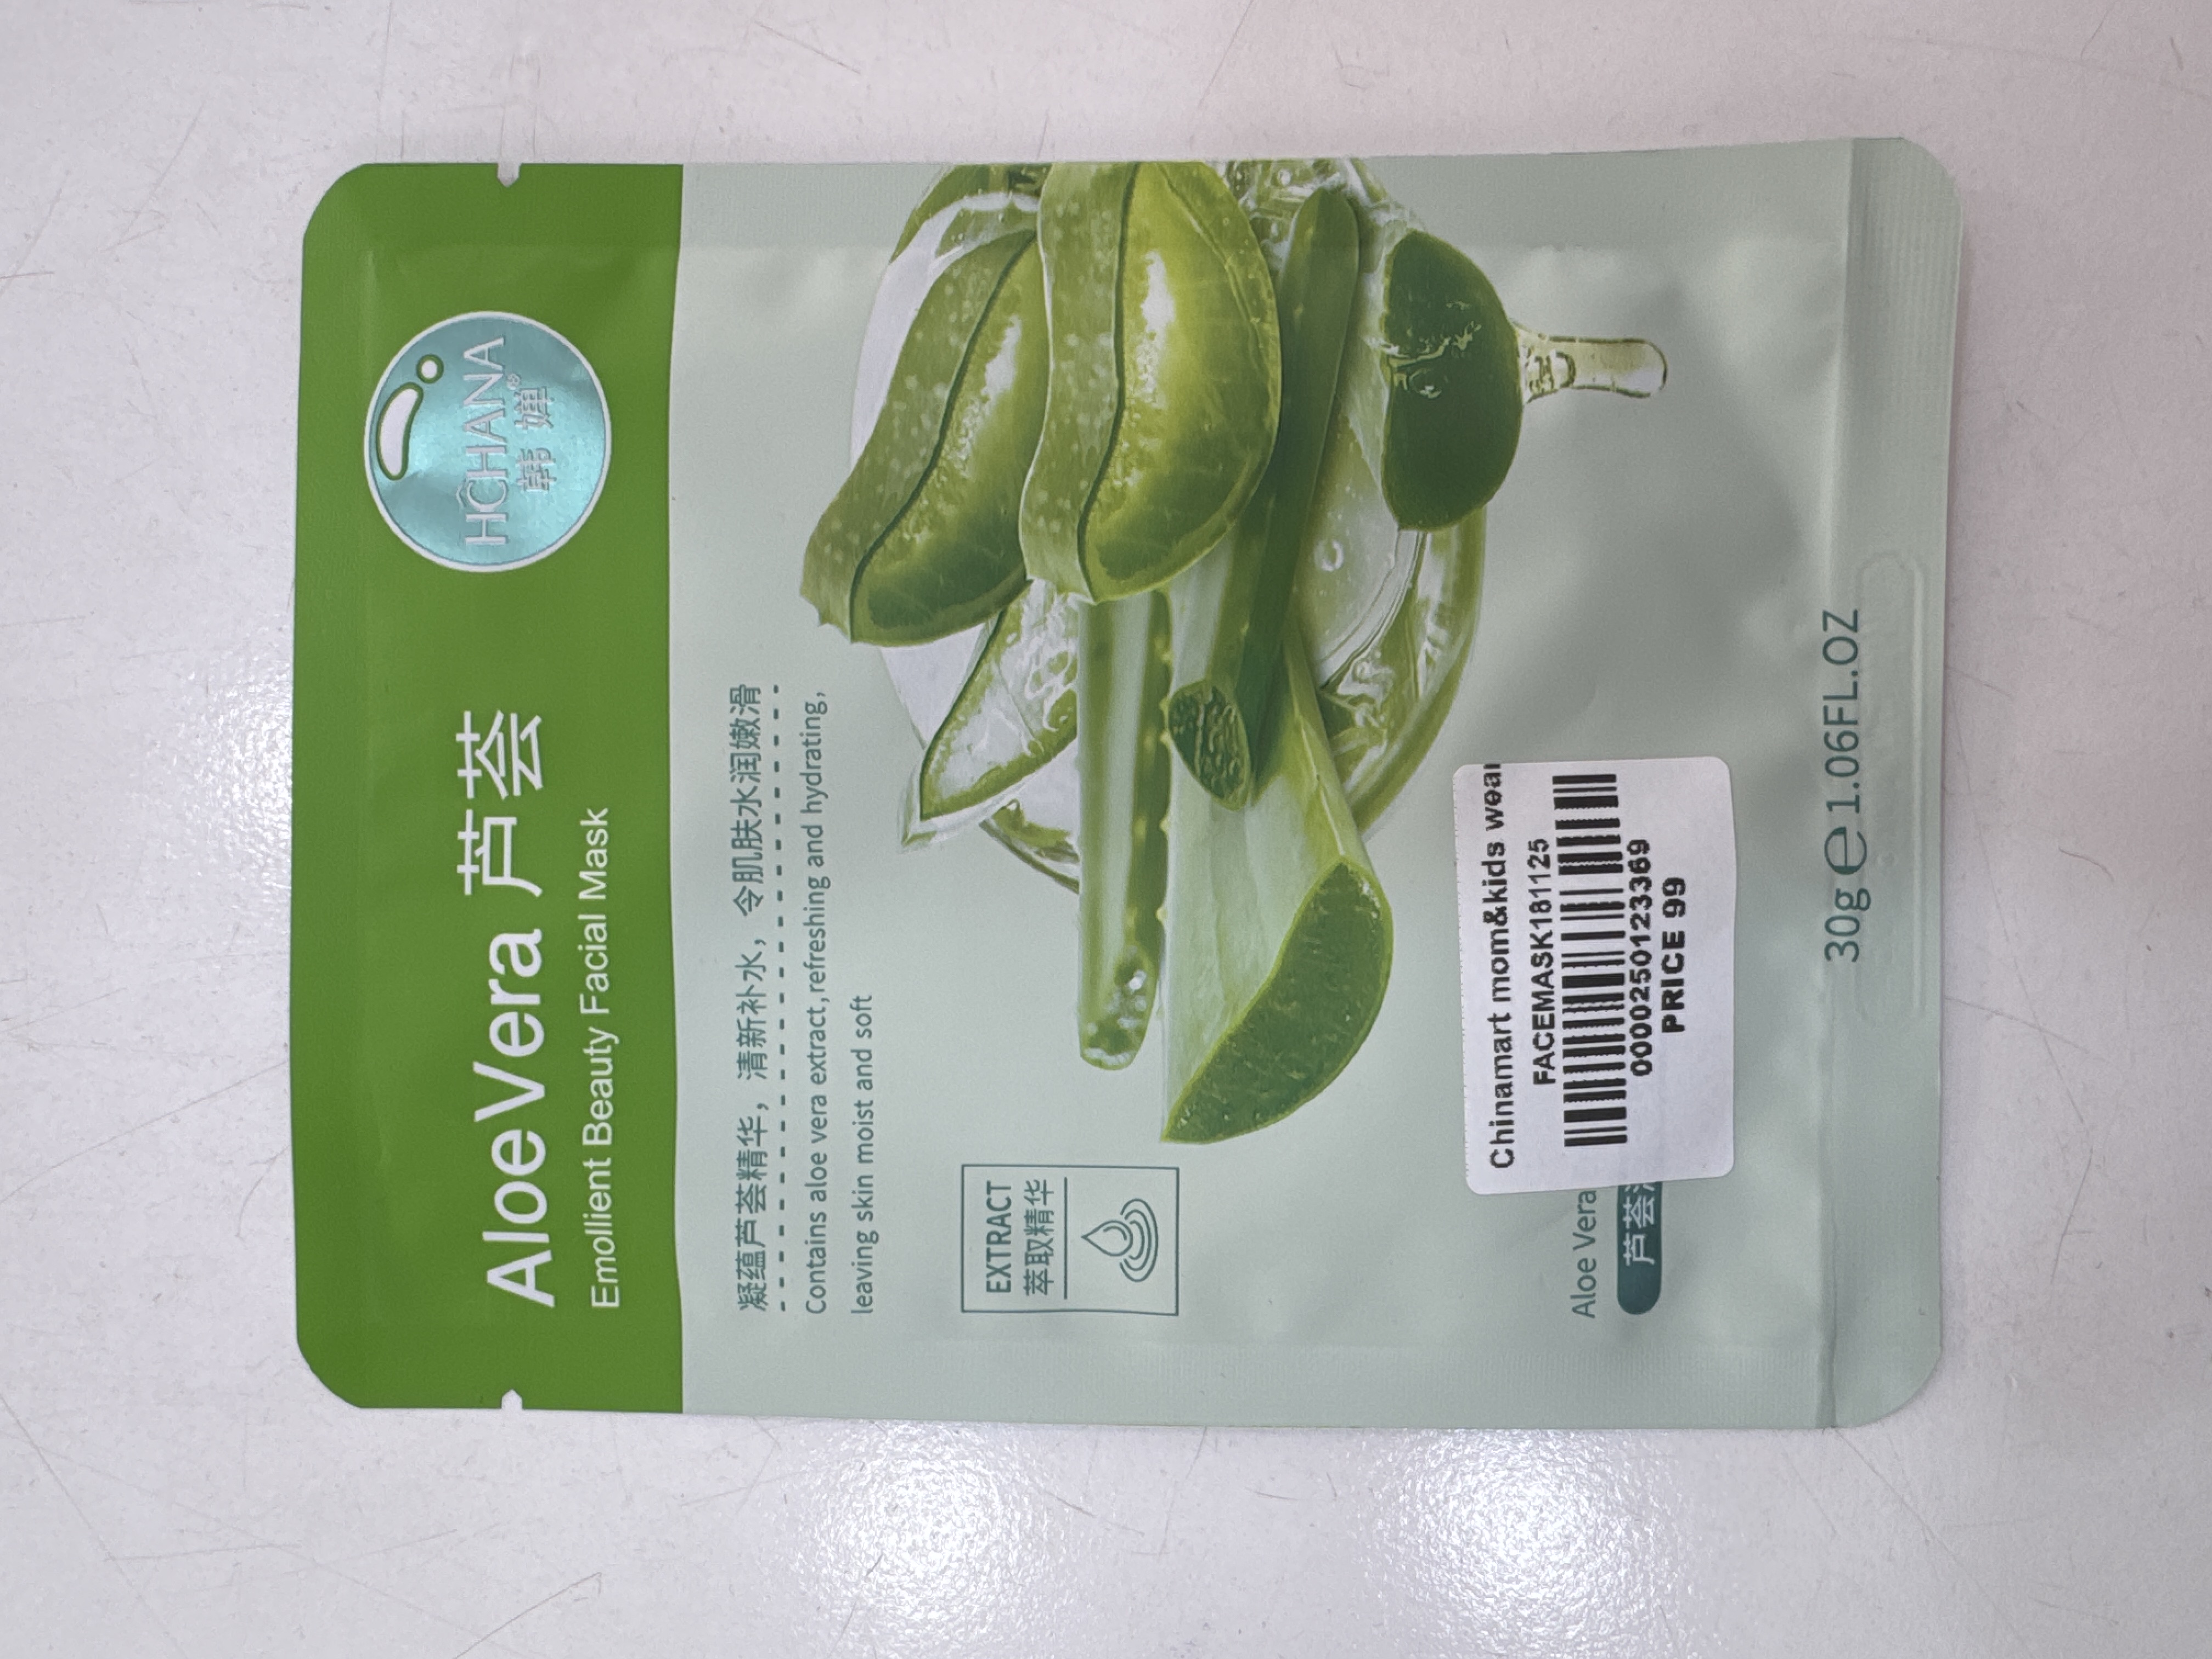 HCHANA
韩婵®
AloeVera 芦荟
Emollient Beauty Facial Mask
凝蕴芦荟精华，清新补水，令肌肤水润嫩滑
Contains aloe vera extract,refreshing and hydrating,
leaving skin moist and soft
EXTRACT
萃取精华
Chinamart mom&kids wear
FACEMASK181125
0000250123369
PRICE 99
Aloe Vera
芦荟
30g ℮ 1.06FL.OZ